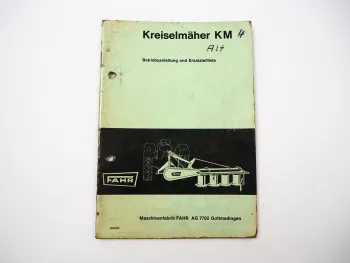 Kreiselmäher KM 4
Alt
Betriebsanleitung und Ersatzteilliste
FAHR
Maschinenfabrik FAHR AG 7702 Gottmadingen